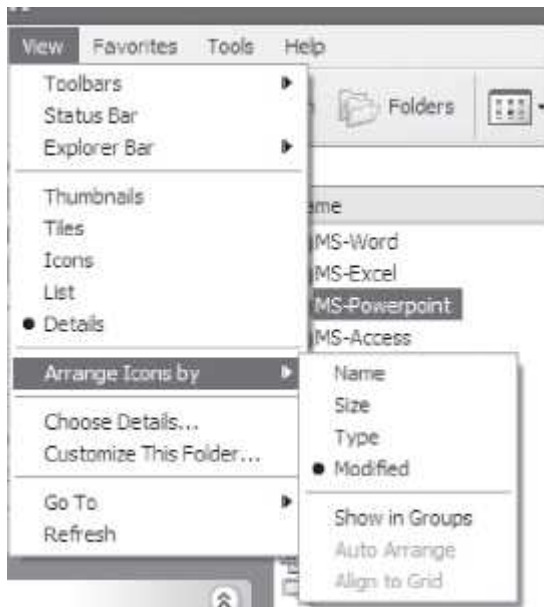 View Favorites Tools Help
Toolbars
Status Bar
Explorer Bar
Folders
Thumbnails
Tiles
Icons
List
Details
Arrange Icons by
Choose Details...
Customize This Folder...
Go To
Refresh
MS-Word
MS-Excel
MS-Powerpoint
MS-Access
Name
Size
Type
Modified
Show in Groups
Auto Arrange
Align to Grid